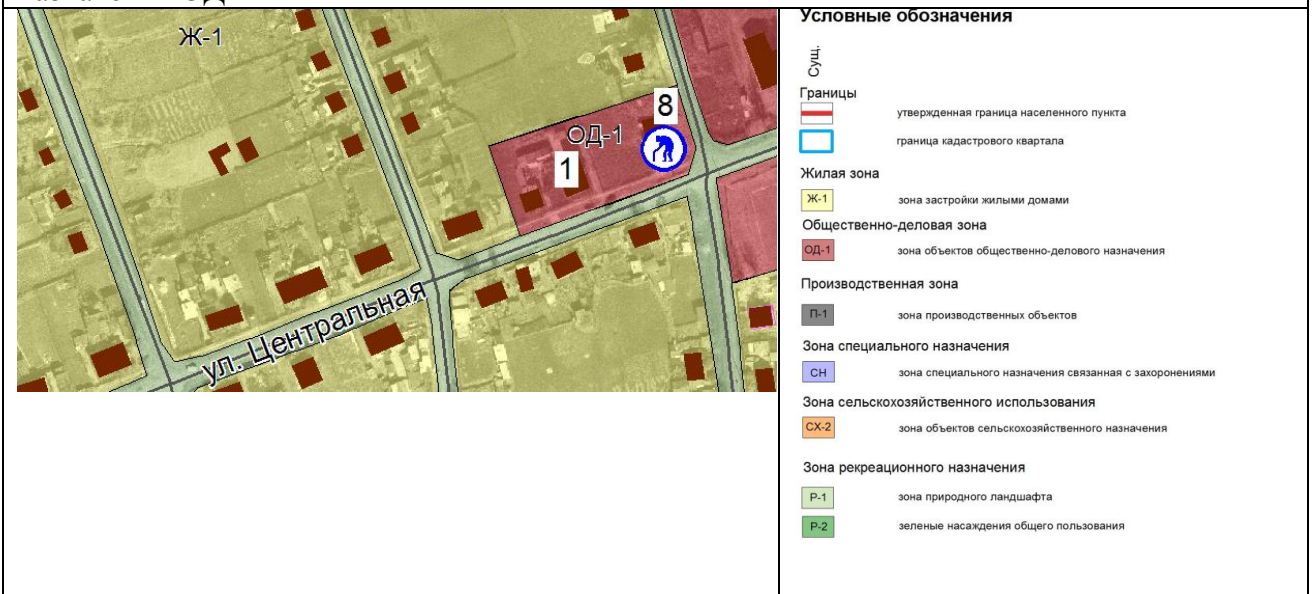 Ж-1
8
ОД-1
1
ул. Центральная
Условные обозначения
Сущ.
Границы
утвержденная граница населенного пункта
граница кадастрового квартала
Жилая зона
Ж-1 зона застройки жилыми домами
Общественно-деловая зона
ОД-1 зона объектов общественно-делового назначения
Производственная зона
П-1 зона производственных объектов
Зона специального назначения
СН зона специального назначения связанная с захоронениями
Зона сельскохозяйственного использования
СХ-2 зона объектов сельскохозяйственного назначения
Зона рекреационного назначения
Р-1 зона природного ландшафта
Р-2 зеленые насаждения общего пользования